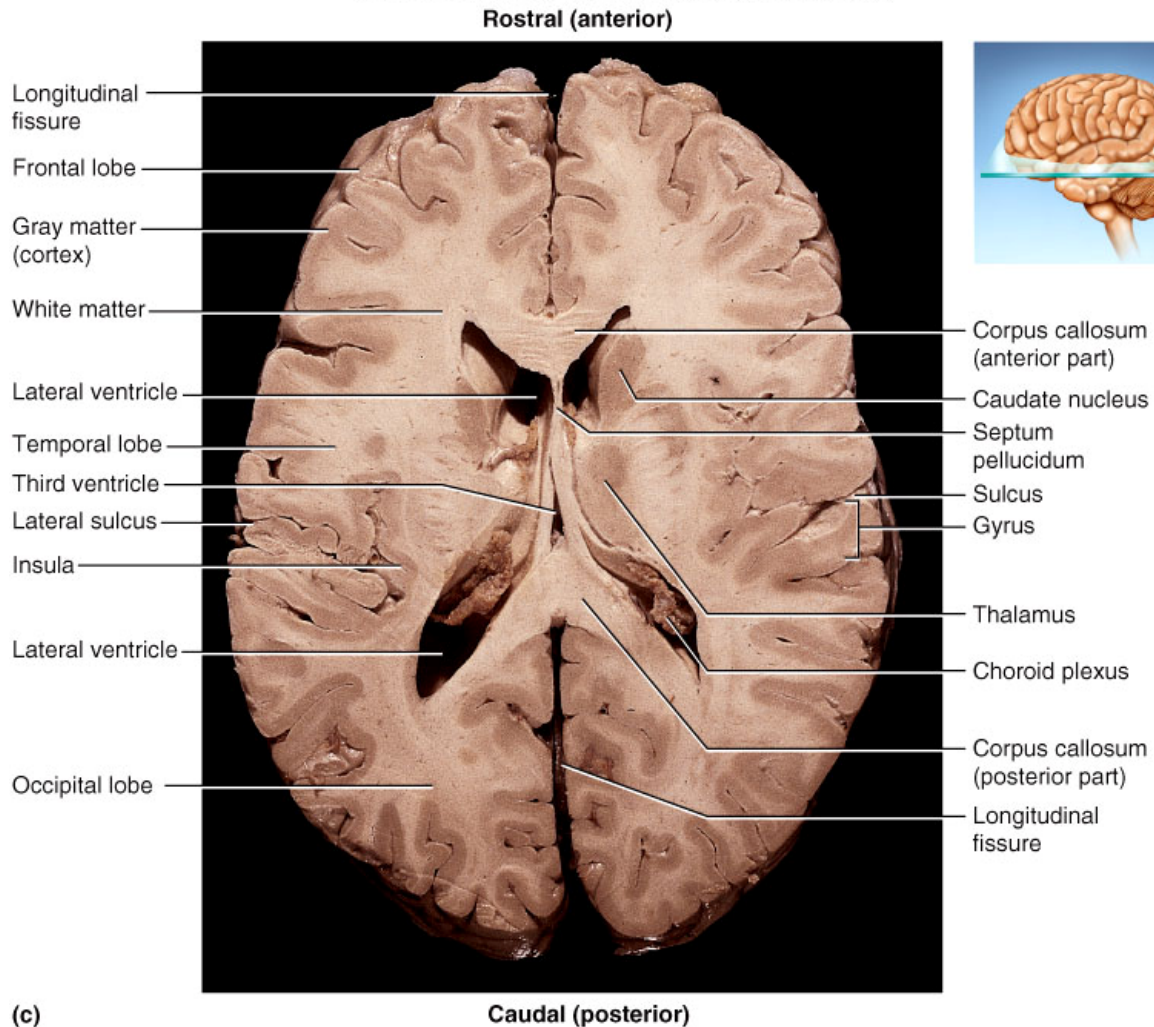 Rostral (anterior)
Longitudinal
fissure
Frontal lobe
Gray matter
(cortex)
White matter
Lateral ventricle
Temporal lobe
Third ventricle
Lateral sulcus
Insula
Lateral ventricle
Occipital lobe
Corpus callosum
(anterior part)
Caudate nucleus
Septum
pellucidum
Sulcus
Gyrus
Thalamus
Choroid plexus
Corpus callosum
(posterior part)
Longitudinal
fissure
(c)
Caudal (posterior)